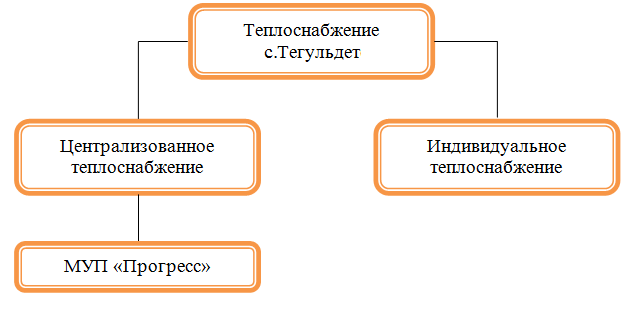 Теплоснабжение
с.Тегульдет
Централизованное
теплоснабжение
Индивидуальное
теплоснабжение
МУП «Прогресс»